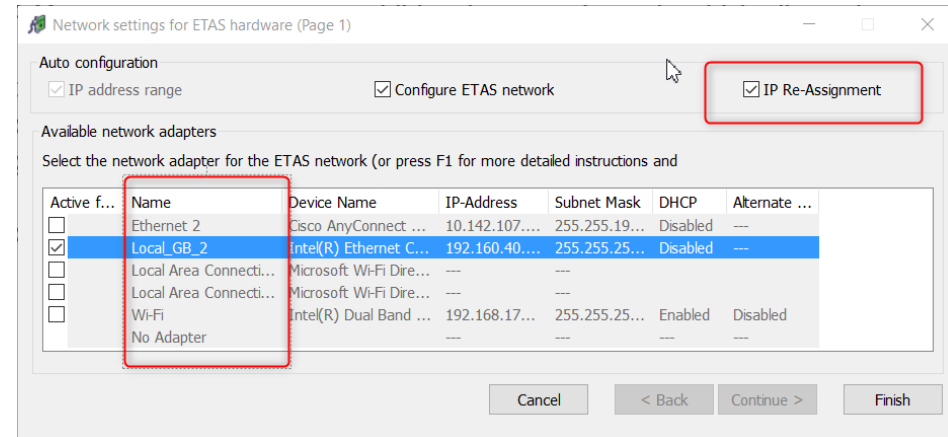 Network settings for ETAS hardware (Page 1)
Auto configuration
IP address range Configure ETAS network IP Re-Assignment
Available network adapters
Select the network adapter for the ETAS network (or press F1 for more detailed instructions and
Active f... Name Device Name IP-Address Subnet Mask DHCP Alternate ...
Ethernet 2 Cisco AnyConnect ... 10.142.107.... 255.255.19... Disabled ---
Local_GB_2 Intel(R) Ethernet C... 192.160.40.... 255.255.25... Disabled ---
Local Area Connecti... Microsoft Wi-Fi Dire... --- ---
Local Area Connecti... Microsoft Wi-Fi Dire... --- ---
Wi-Fi Intel(R) Dual Band ... 192.168.17.... 255.255.25... Enabled Disabled
No Adapter --- --- --- ---
Cancel < Back Continue > Finish